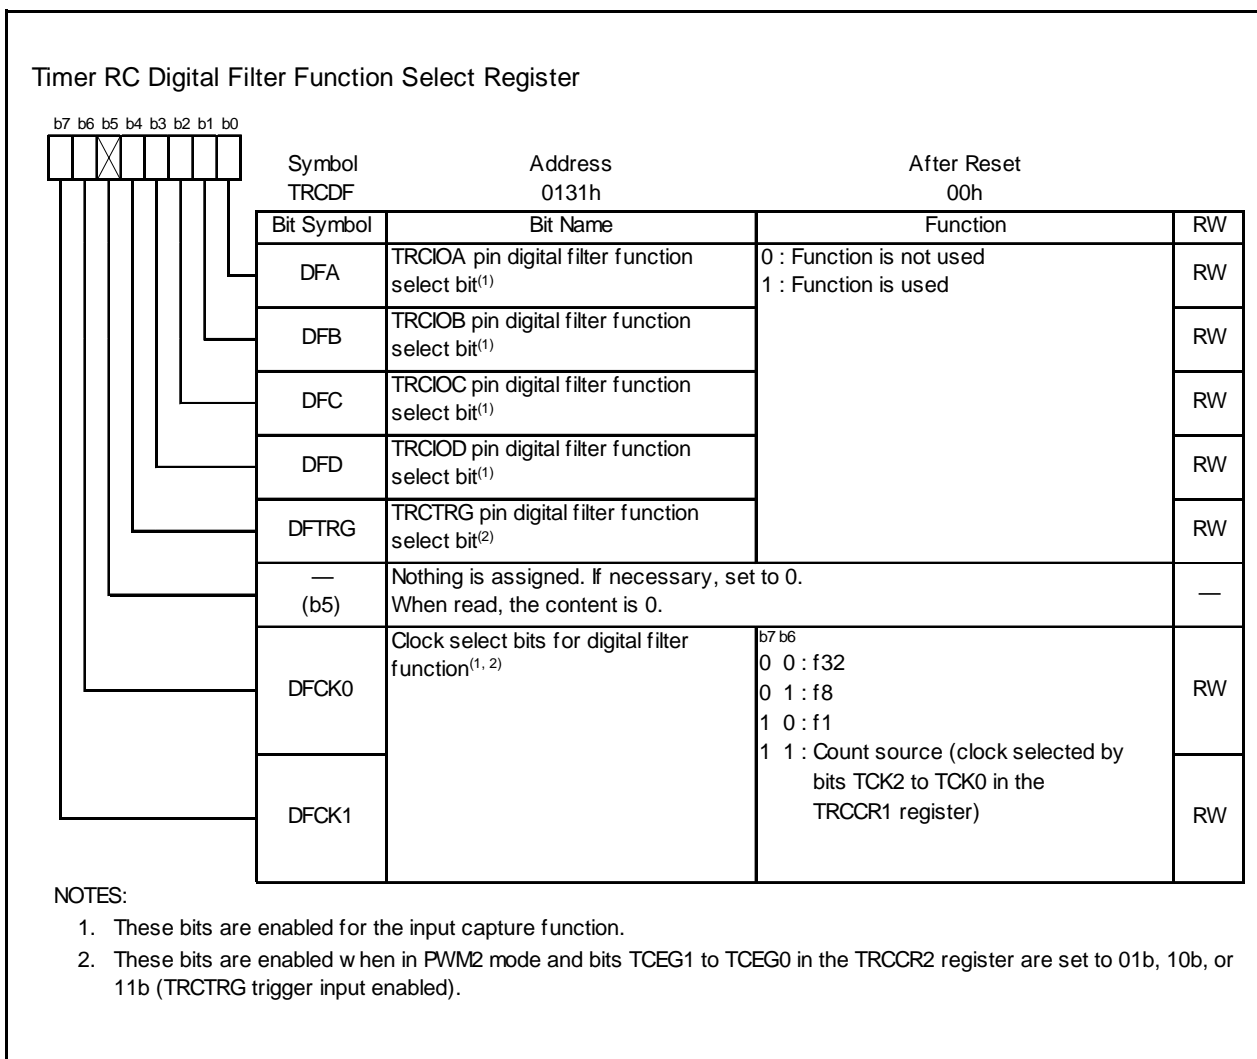 Timer RC Digital Filter Function Select Register
b7 b6 b5 b4 b3 b2 b1 b0
Symbol Address After Reset
TRCDF 0131h 00h
Bit Symbol Bit Name Function RW
DFA TRCIOA pin digital filter function select bit(1) 0 : Function is not used RW
1 : Function is used
DFB TRCIOB pin digital filter function select bit(1) RW
DFC TRCIOC pin digital filter function select bit(1) RW
DFD TRCIOD pin digital filter function select bit(1) RW
DFTRG TRCTRG pin digital filter function select bit(2) RW
— (b5) Nothing is assigned. If necessary, set to 0. —
When read, the content is 0.
DFCK0 Clock select bits for digital filter function(1, 2) b7 b6 RW
0 0 : f32
0 1 : f8
1 0 : f1
1 1 : Count source (clock selected by
bits TCK2 to TCK0 in the
TRCCR1 register)
DFCK1 RW
NOTES:
1. These bits are enabled for the input capture function.
2. These bits are enabled when in PWM2 mode and bits TCEG1 to TCEG0 in the TRCCR2 register are set to 01b, 10b, or
11b (TRCTRG trigger input enabled).